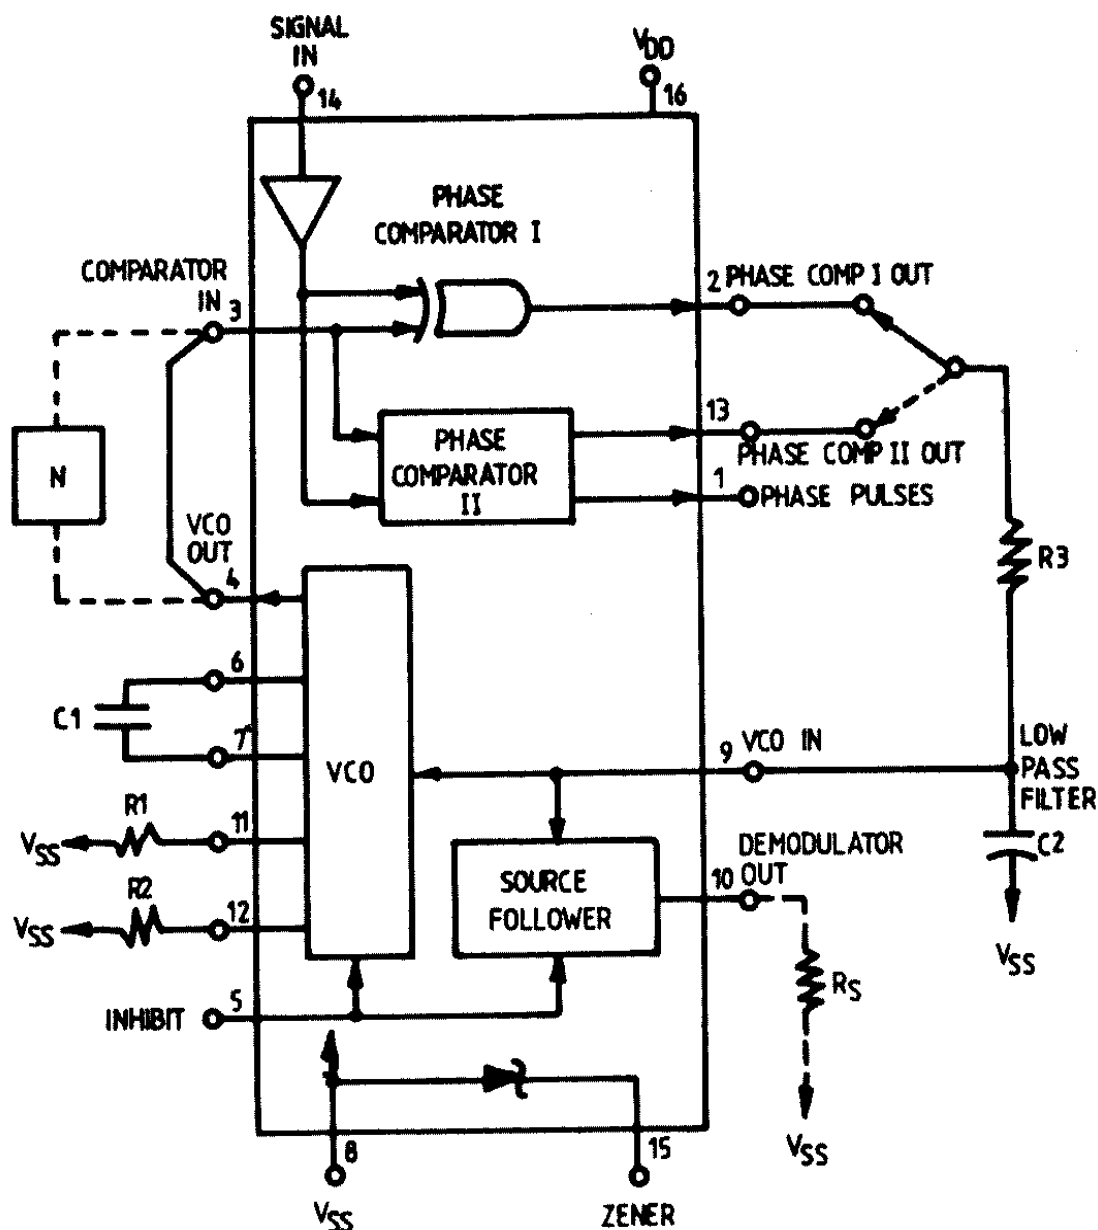 SIGNAL
IN
14
VDD
16
PHASE
COMPARATOR I
COMPARATOR
IN
3
2
PHASE COMP I OUT
13
PHASE COMP II OUT
1
PHASE PULSES
PHASE
COMPARATOR
II
N
VCO
OUT
4
R3
6
C1
7
VCO
9
VCO IN
LOW
PASS
FILTER
C2
VSS
R1
11
VSS
R2
12
VSS
SOURCE
FOLLOWER
DEMODULATOR
OUT
10
RS
VSS
INHIBIT
5
8
VSS
15
ZENER